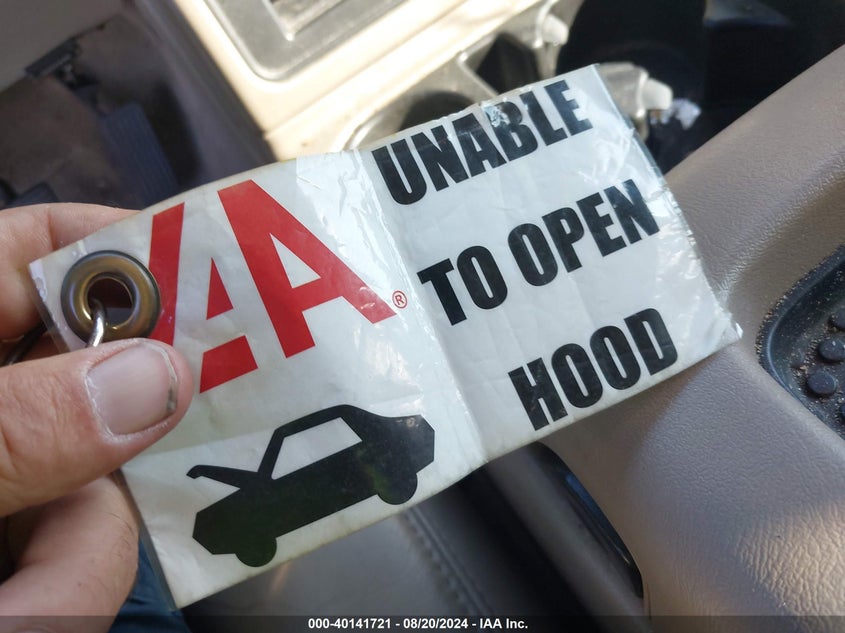 IAA®
UNABLE
TO OPEN
HOOD
000-40141721 - 08/20/2024 - IAA Inc.